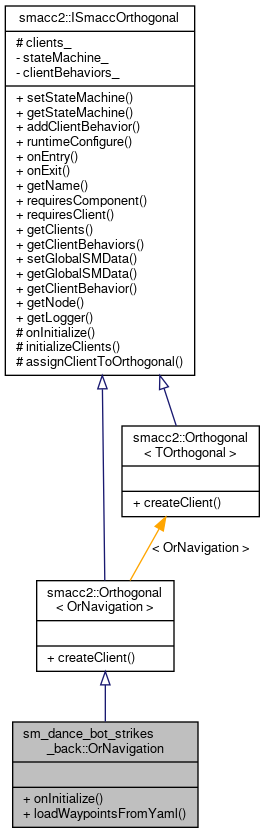 smacc2::ISmaccOrthogonal
# clients_
- stateMachine_
- clientBehaviors_
+ setStateMachine()
+ getStateMachine()
+ addClientBehavior()
+ runtimeConfigure()
+ onEntry()
+ onExit()
+ getName()
+ requiresComponent()
+ requiresClient()
+ getClients()
+ getClientBehaviors()
+ setGlobalSMData()
+ getGlobalSMData()
+ getClientBehavior()
+ getNode()
+ getLogger()
# onInitialize()
# initializeClients()
# assignClientToOrthogonal()
smacc2::Orthogonal
< TOrthogonal >
+ createClient()
< OrNavigation >
smacc2::Orthogonal
< OrNavigation >
+ createClient()
sm_dance_bot_strikes
_back::OrNavigation
+ onInitialize()
+ loadWaypointsFromYaml()